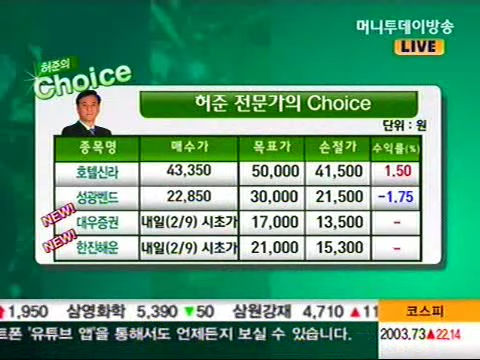 머니투데이방송
LIVE
허준의
Choice
허준 전문가의 Choice
단위 : 원
종목명 매수가 목표가 손절가 수익률(%)
호텔신라 43,350 50,000 41,500 1.50
성광벤드 22,850 30,000 21,500 -1.75
NEW! 대우증권 내일(2/9) 시초가 17,000 13,500 -
NEW! 한진해운 내일(2/9) 시초가 21,000 15,300 -
▲1,950 삼영화학 5,390 ▼50 삼원강재 4,710 ▲11 코스피
트폰 '유튜브 앱'을 통해서도 언제든지 보실 수 있습니다. 2003.73▲22.14